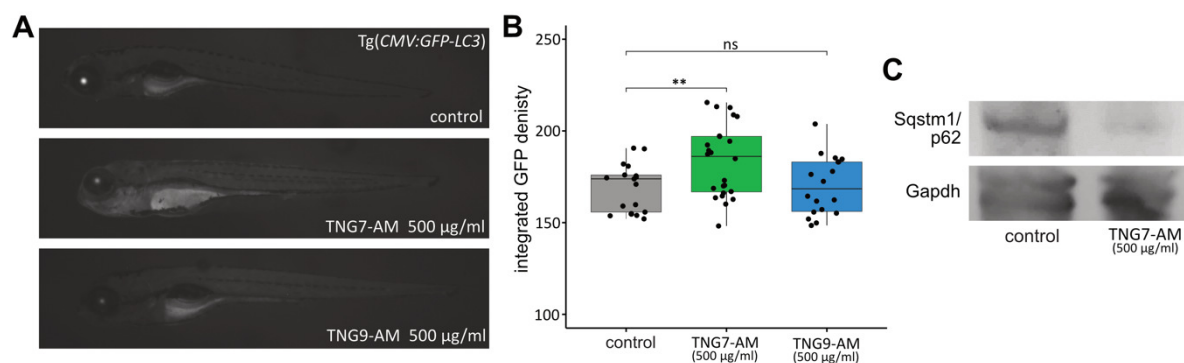 A
Tg(CMV:GFP-LC3)
control
TNG7-AM 500 µg/ml
TNG9-AM 500 µg/ml
B
integrated GFP denisty
250
200
150
100
ns
**
control
TNG7-AM
(500 µg/ml)
TNG9-AM
(500 µg/ml)
C
Sqstm1/
p62
Gapdh
control
TNG7-AM
(500 µg/ml)